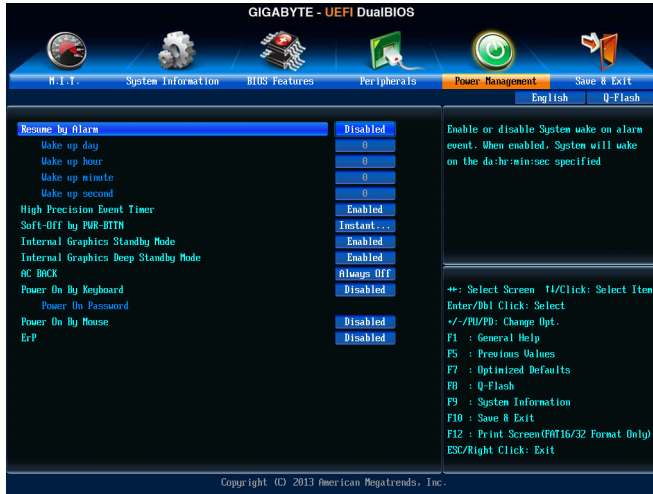 GIGABYTE - UEFI DualBIOS
M.I.T. System Information BIOS Features Peripherals Power Management Save & Exit
English Q-Flash
Resume by Alarm Disabled
Wake up day 0
Wake up hour 0
Wake up minute 0
Wake up second 0
High Precision Event Timer Enabled
Soft-Off by PWR-BTTN Instant...
Internal Graphics Standby Mode Enabled
Internal Graphics Deep Standby Mode Enabled
AC BACK Always Off
Power On By Keyboard Disabled
Power On Password
Power On By Mouse Disabled
ErP Disabled
Enable or disable System wake on alarm
event. When enabled, System will wake
on the da:hr:min:sec specified
→←: Select Screen ↑↓/Click: Select Item
Enter/Dbl Click: Select
+/-/PU/PD: Change Opt.
F1 : General Help
F5 : Previous Values
F7 : Optimized Defaults
F8 : Q-Flash
F9 : System Information
F10 : Save & Exit
F12 : Print Screen(FAT16/32 Format Only)
ESC/Right Click: Exit
Copyright (C) 2013 American Megatrends, Inc.